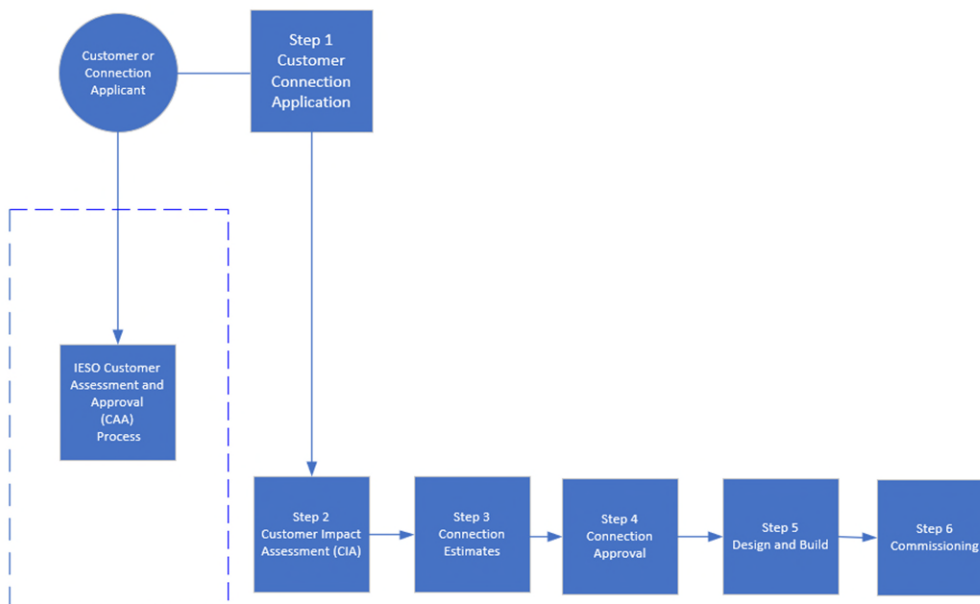 Customer or
Connection
Applicant
Step 1
Customer
Connection
Application
IESO Customer
Assessment and
Approval
(CAA)
Process
Step 2
Customer Impact
Assessment (CIA)
Step 3
Connection
Estimates
Step 4
Connection
Approval
Step 5
Design and Build
Step 6
Commissioning